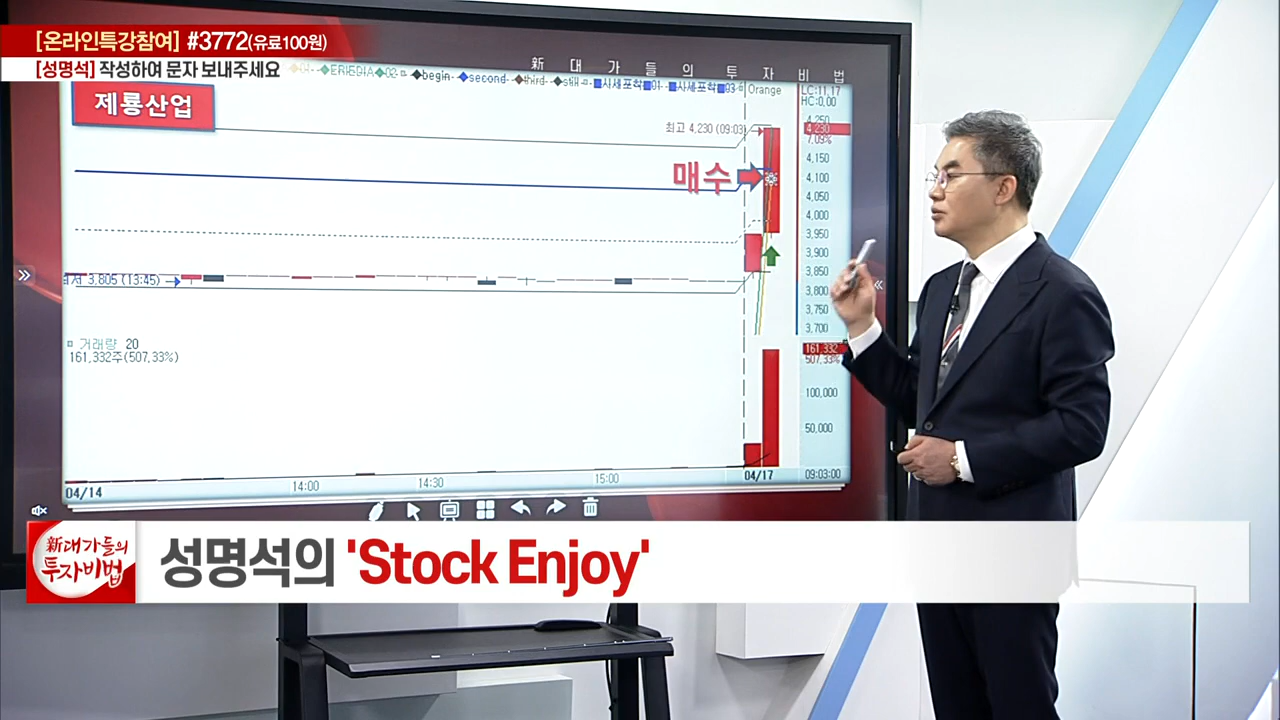 [온라인특강참여] #3772(유료100원)
[성명석] 작성하여 문자 보내주세요
新 대 가 들 의 투 자 비 법
begin second third
제룡산업
Orange
LC:11,17
HC:0,00
최고 4,230 (09:03)
매수
4,250
4,230
7,09%
4,150
4,100
4,050
4,000
3,950
3,900
3,850
3,800
3,750
3,700
3,805 (13:45)
거래량 20
161,332주(507,33%)
161,332
507,33%
100,000
50,000
04/14
14:00
14:30
15:00
04/17
09:03:00
新대가들의
투자비법
성명석의 'Stock Enjoy'